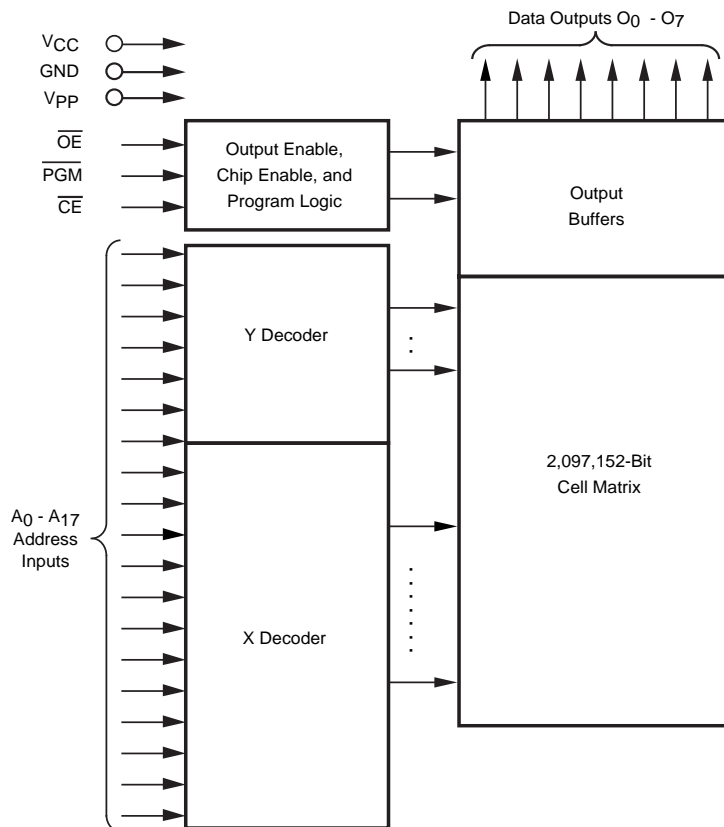 Data Outputs O0 - O7
VCC
GND
VPP
OE
PGM
CE
Output Enable,
Chip Enable, and
Program Logic
Output
Buffers
Y Decoder
2,097,152-Bit
Cell Matrix
A0 - A17
Address
Inputs
X Decoder